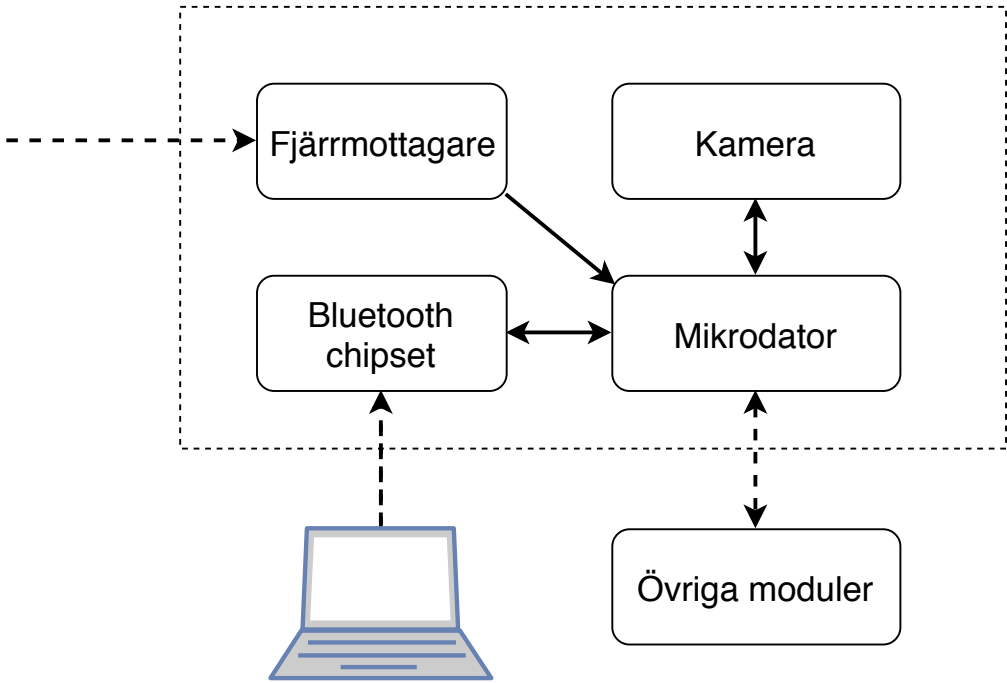 Fjärrmottagare
Kamera
Bluetooth
chipset
Mikrodator
Övriga moduler